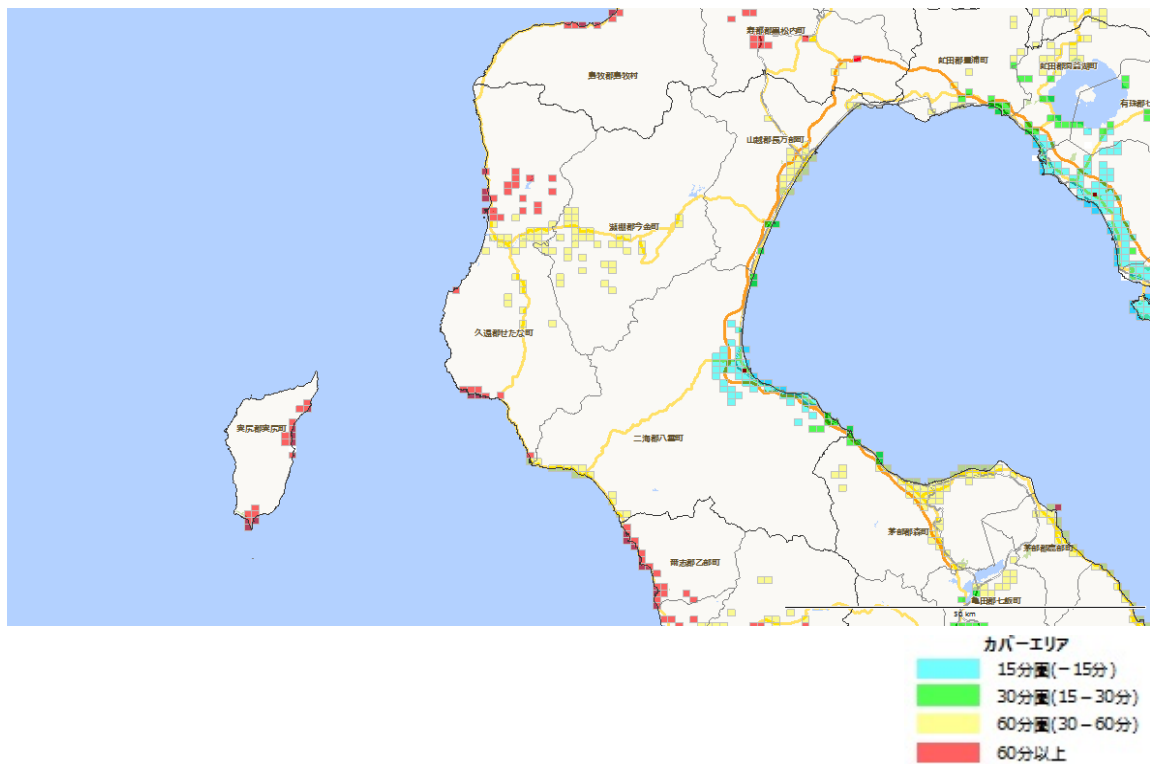 寿都郡黒松内町
島牧郡島牧村
虻田郡豊浦町
虻田郡洞爺湖町
有珠郡壮
山越郡長万部町
瀬棚郡今金町
久遠郡せたな町
奥尻郡奥尻町
二海郡八雲町
茅部郡森町
茅部郡鹿部町
爾志郡乙部町
亀田郡七飯町
50 km
カバーエリア
15分圏(－15分)
30分圏(15－30分)
60分圏(30－60分)
60分以上